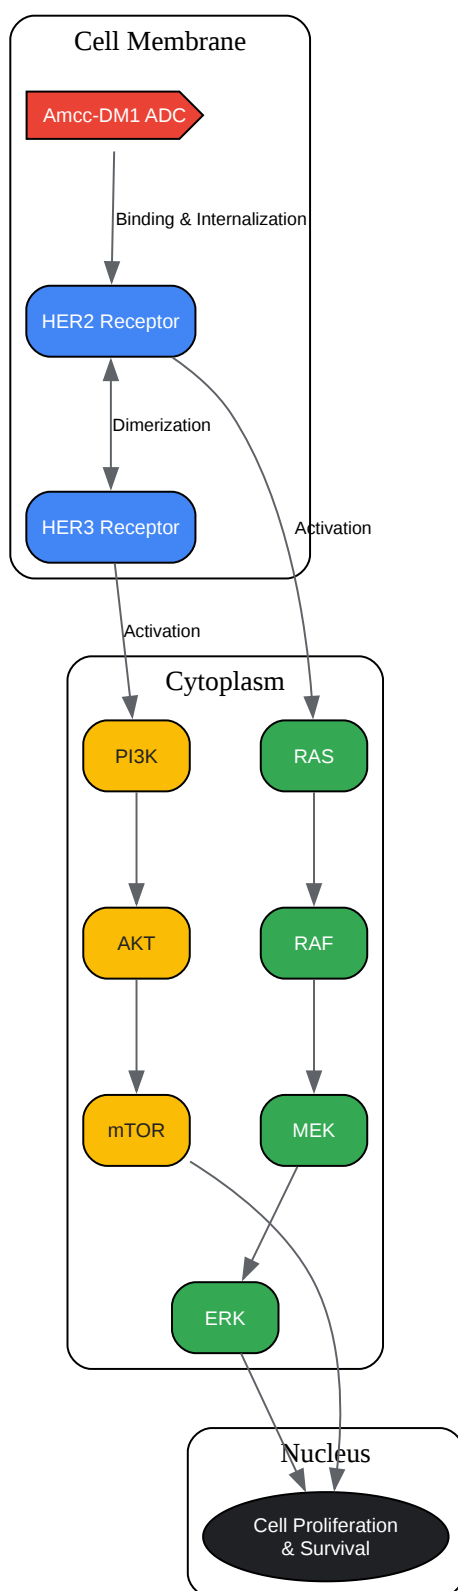 Cell Membrane
Amcc-DM1 ADC
Binding & Internalization
HER2 Receptor
Dimerization
HER3 Receptor
Activation
Activation
Cytoplasm
PI3K
RAS
AKT
RAF
mTOR
MEK
ERK
Nucleus
Cell Proliferation
& Survival